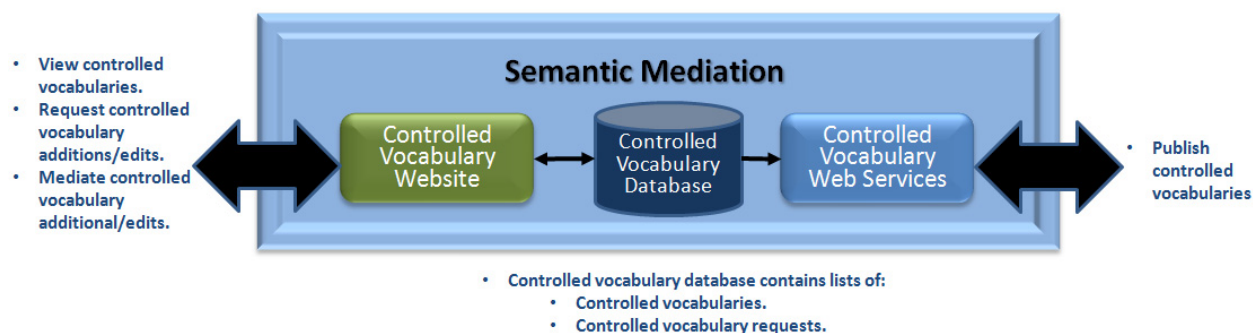 • View controlled
vocabularies.
• Request controlled
vocabulary
additions/edits.
• Mediate controlled
vocabulary
additional/edits.
Semantic Mediation
Controlled
Vocabulary
Website
Controlled
Vocabulary
Database
Controlled
Vocabulary
Web Services
• Publish
controlled
vocabularies
• Controlled vocabulary database contains lists of:
• Controlled vocabularies.
• Controlled vocabulary requests.